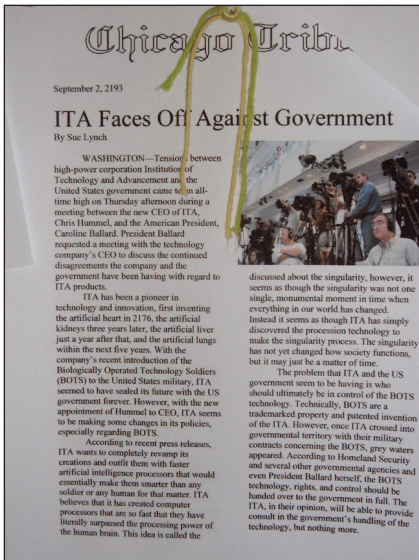 Chicago Tribu
September 2, 2193
ITA Faces Off Against Government
By Sue Lynch
WASHINGTON—Tensions between
high-power corporation Institution of
Technology and Advancement and the
United States government came to an all-
time high on Thursday afternoon during a
meeting between the new CEO of ITA,
Chris Hummel, and the American President,
Caroline Ballard. President Ballard
requested a meeting with the technology
company's CEO to discuss the continued
disagreements the company and the
government have been having with regard to
ITA products.
ITA has been a pioneer in
technology and innovation, first inventing
the artificial heart in 2176, the artificial
kidneys three years later, the artificial liver
just a year after that, and the artificial lungs
within the next five years. With the
company's recent introduction of the
Biologically Operated Technology Soldiers
(BOTS) to the United States military, ITA
seemed to have sealed its future with the US
government forever. However, with the new
appointment of Hummel to CEO, ITA seems
to be making some changes in its policies,
especially regarding BOTS.
According to recent press releases,
ITA wants to completely revamp its
creations and outfit them with faster
artificial intelligence processors that would
essentially make them smarter than any
soldier or any human for that matter. ITA
believes that it has created computer
processors that are so fast that they have
literally surpassed the processing power of
the human brain. This idea is called the
discussed about the singularity, however, it
seems as though the singularity was not one
single, monumental moment in time when
everything in our world has changed.
Instead it seems as though ITA has simply
discovered the procession technology to
make the singularity process. The singularity
has not yet changed how society functions,
but it may just be a matter of time.
The problem that ITA and the US
government seem to be having is who
should ultimately be in control of the BOTS
technology. Technically, BOTS are a
trademarked property and patented invention
of the ITA. However, once ITA crossed into
governmental territory with their military
contracts concerning the BOTS, grey waters
appeared. According to Homeland Security
and several other governmental agencies and
even President Ballard herself, the BOTS
technology, rights, and control should be
handed over to the government in full. The
ITA, in their opinion, will be able to provide
consult in the government's handling of the
technology, but nothing more.